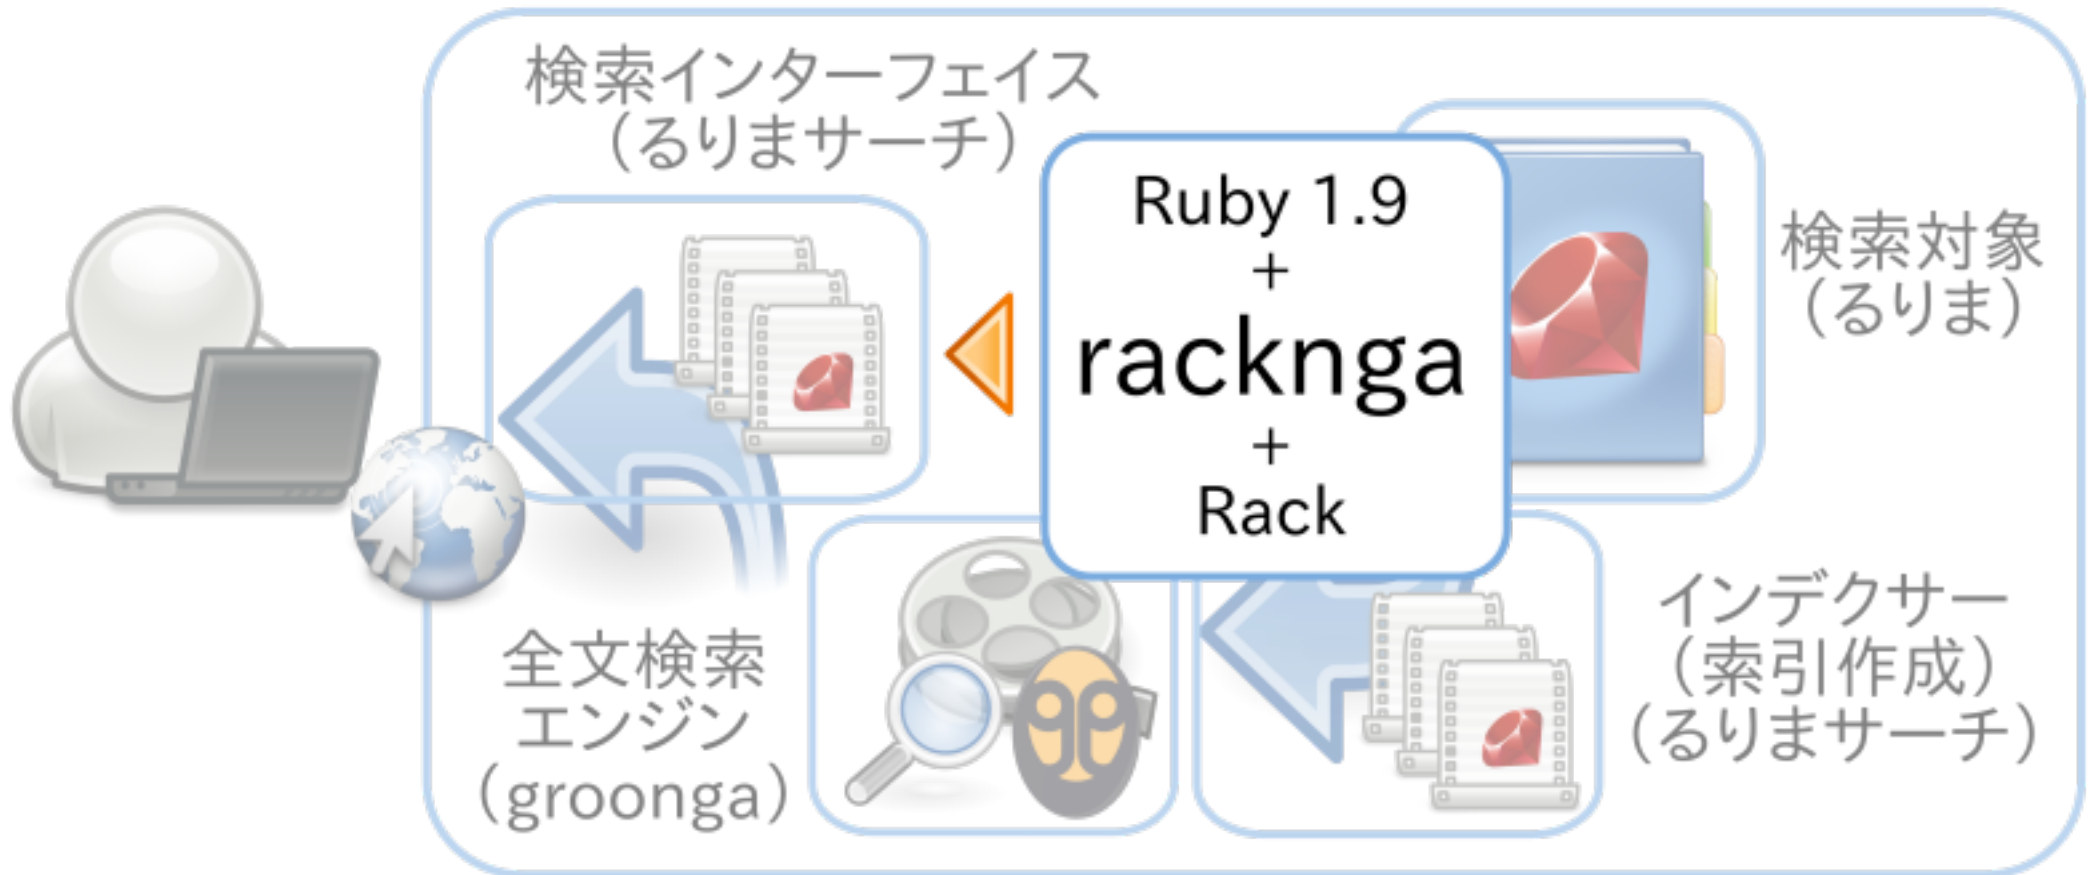 検索インターフェイス
（るりまサーチ）
Ruby 1.9
+
racknga
+
Rack
検索対象
（るりま）
全文検索
エンジン
（groonga）
インデクサー
（索引作成）
（るりまサーチ）